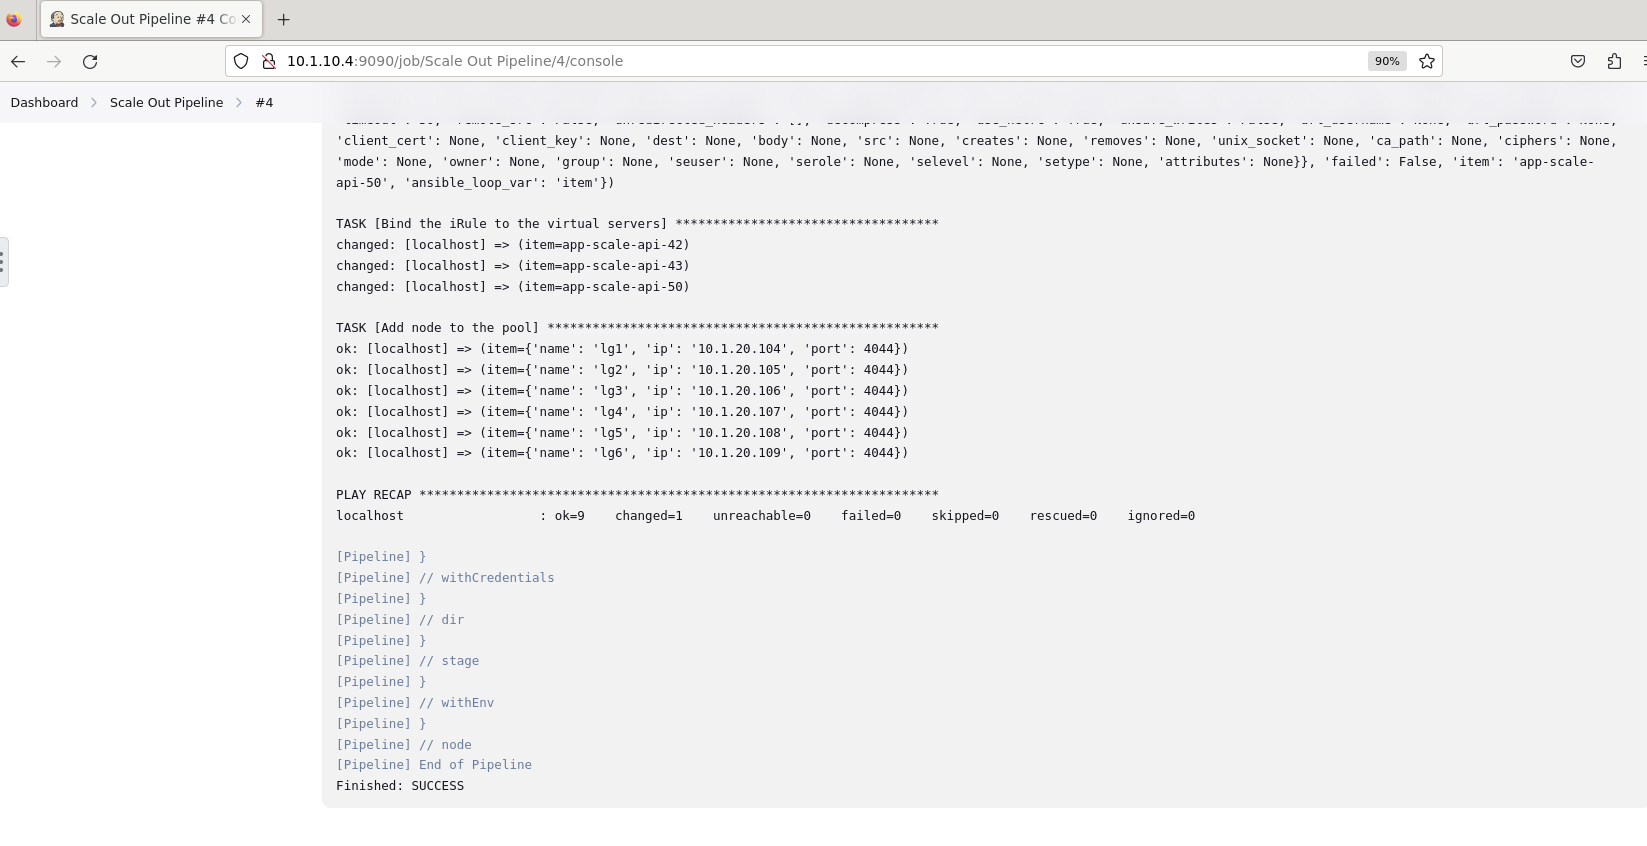 Scale Out Pipeline #4 Co
10.1.10.4:9090/job/Scale Out Pipeline/4/console
90%
Dashboard > Scale Out Pipeline > #4
'client_cert': None, 'client_key': None, 'dest': None, 'body': None, 'src': None, 'creates': None, 'removes': None, 'unix_socket': None, 'ca_path': None, 'ciphers': None,
'mode': None, 'owner': None, 'group': None, 'seuser': None, 'serole': None, 'selevel': None, 'setype': None, 'attributes': None}}, 'failed': False, 'item': 'app-scale-
api-50', 'ansible_loop_var': 'item'})
TASK [Bind the iRule to the virtual servers] ***********************************
changed: [localhost] => (item=app-scale-api-42)
changed: [localhost] => (item=app-scale-api-43)
changed: [localhost] => (item=app-scale-api-50)
TASK [Add node to the pool] ****************************************************
ok: [localhost] => (item={'name': 'lg1', 'ip': '10.1.20.104', 'port': 4044})
ok: [localhost] => (item={'name': 'lg2', 'ip': '10.1.20.105', 'port': 4044})
ok: [localhost] => (item={'name': 'lg3', 'ip': '10.1.20.106', 'port': 4044})
ok: [localhost] => (item={'name': 'lg4', 'ip': '10.1.20.107', 'port': 4044})
ok: [localhost] => (item={'name': 'lg5', 'ip': '10.1.20.108', 'port': 4044})
ok: [localhost] => (item={'name': 'lg6', 'ip': '10.1.20.109', 'port': 4044})
PLAY RECAP *********************************************************************
localhost                  : ok=9    changed=1    unreachable=0    failed=0    skipped=0    rescued=0    ignored=0
[Pipeline] }
[Pipeline] // withCredentials
[Pipeline] }
[Pipeline] // dir
[Pipeline] }
[Pipeline] // stage
[Pipeline] }
[Pipeline] // withEnv
[Pipeline] }
[Pipeline] // node
[Pipeline] End of Pipeline
Finished: SUCCESS